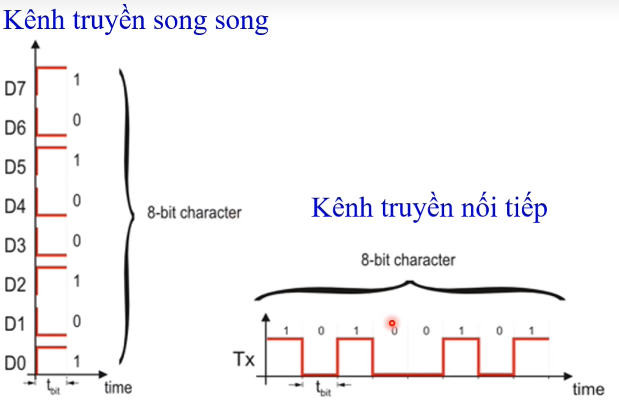 Kênh truyền song song
D7 1
D6 0
D5 1
D4 0
D3 0
D2 1
D1 0
D0 1
8-bit character
t_bit time
Kênh truyền nối tiếp
8-bit character
1 0 1 0 0 1 0 1
Tx
t_bit time